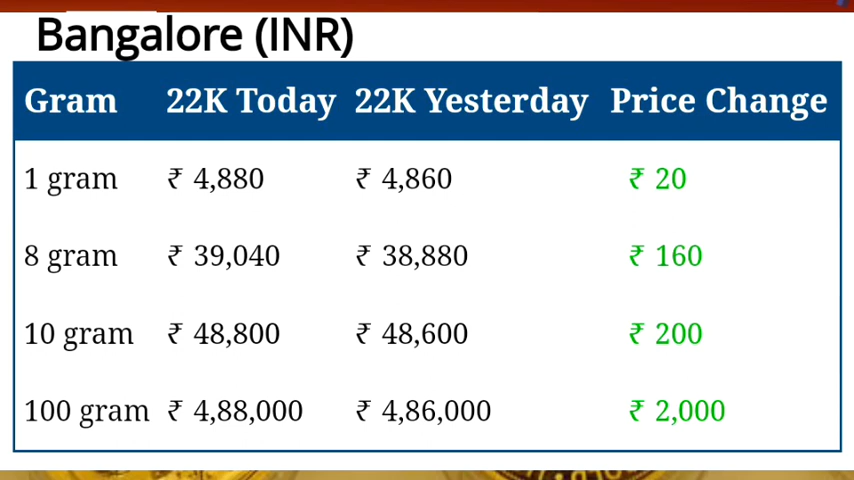 Bangalore (INR)
Gram 22K Today 22K Yesterday Price Change
1 gram ₹ 4,880 ₹ 4,860 ₹ 20
8 gram ₹ 39,040 ₹ 38,880 ₹ 160
10 gram ₹ 48,800 ₹ 48,600 ₹ 200
100 gram ₹ 4,88,000 ₹ 4,86,000 ₹ 2,000